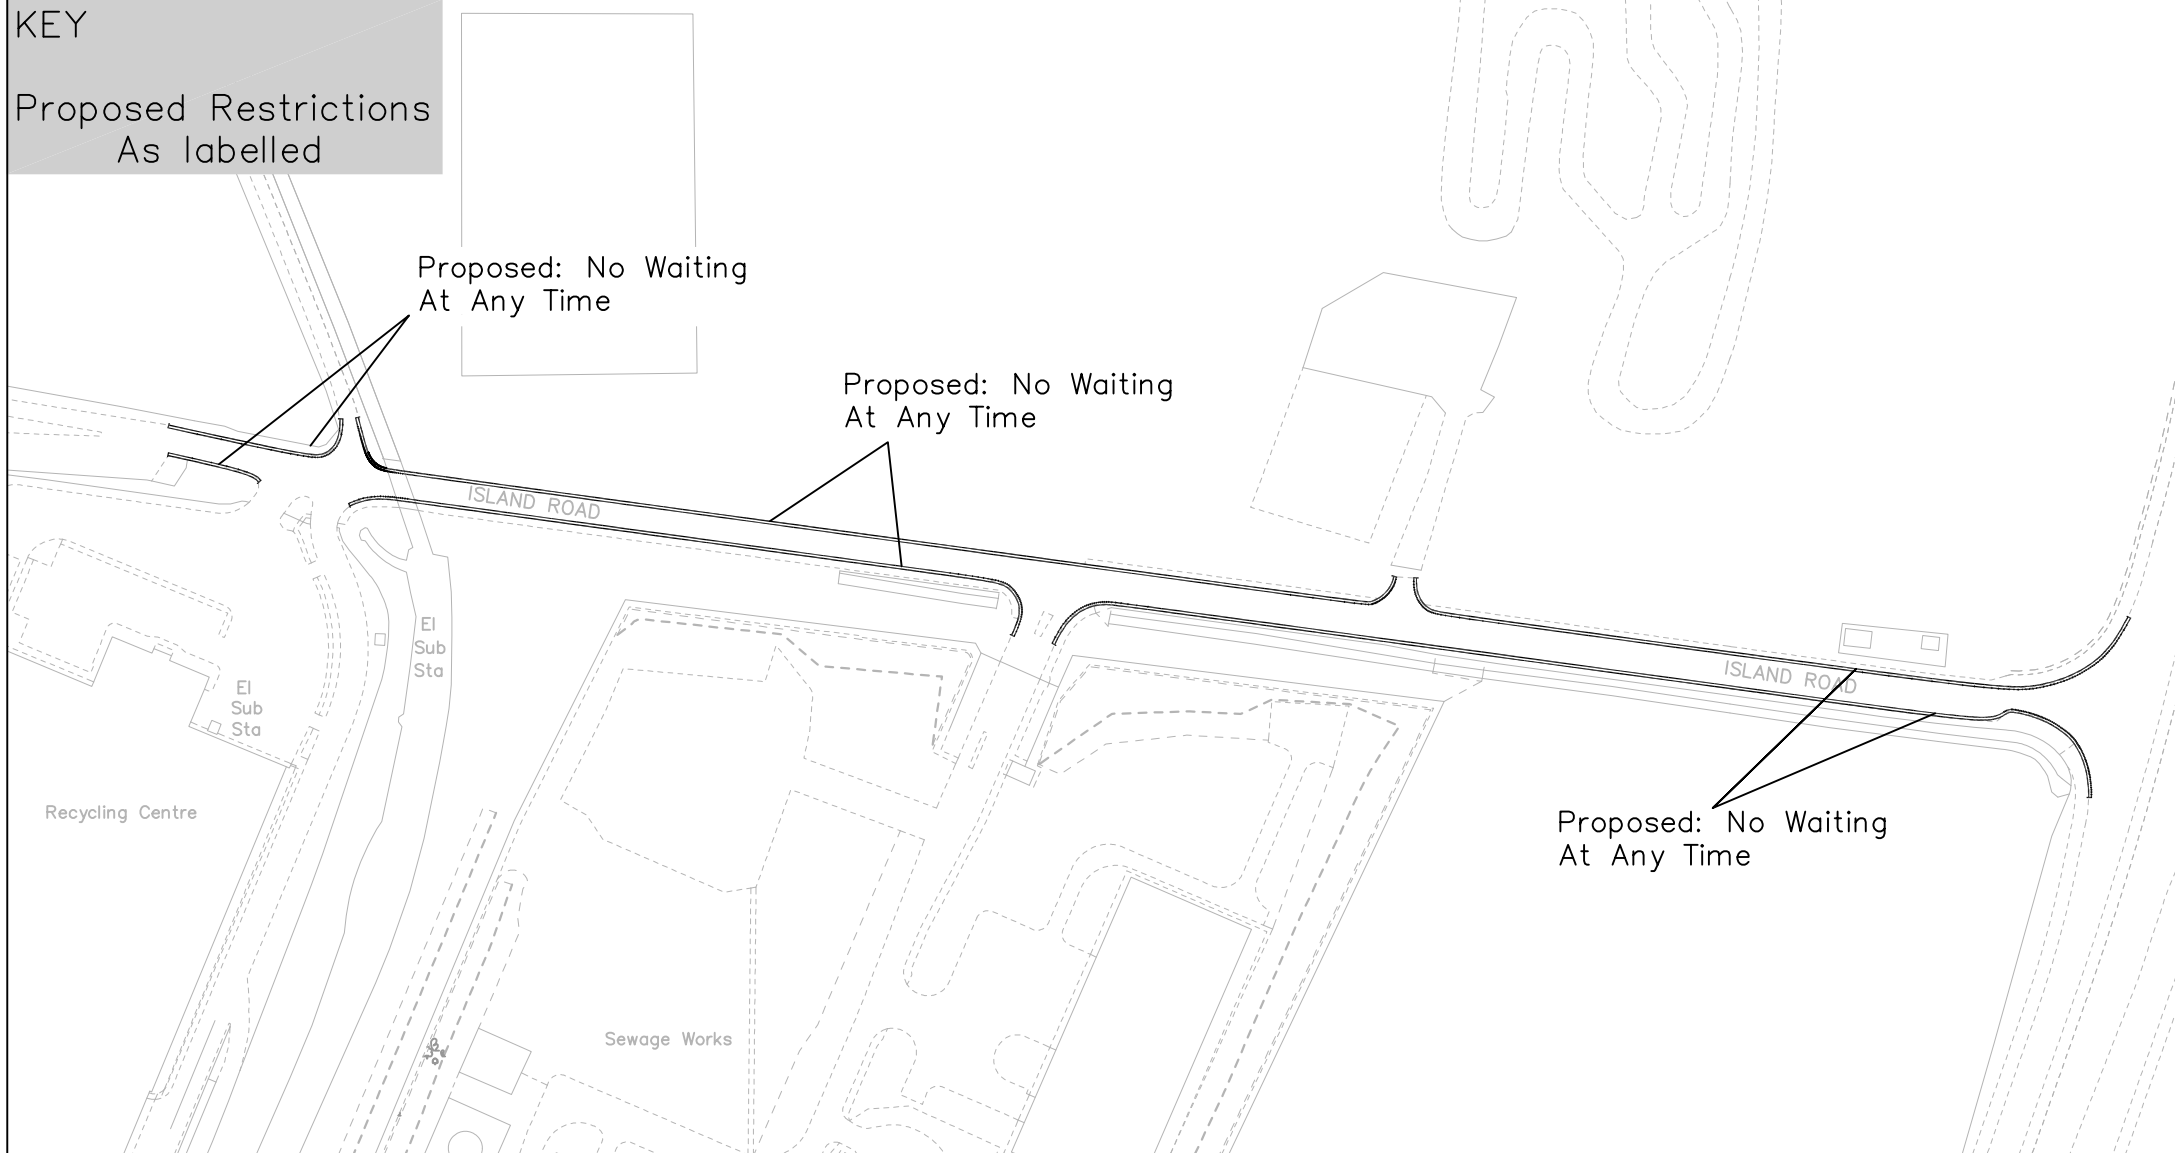 KEY
Proposed Restrictions
As labelled
Proposed: No Waiting
At Any Time
Proposed: No Waiting
At Any Time
ISLAND ROAD
El
Sub
Sta
El
Sub
Sta
ISLAND ROAD
Recycling Centre
Proposed: No Waiting
At Any Time
Sewage Works